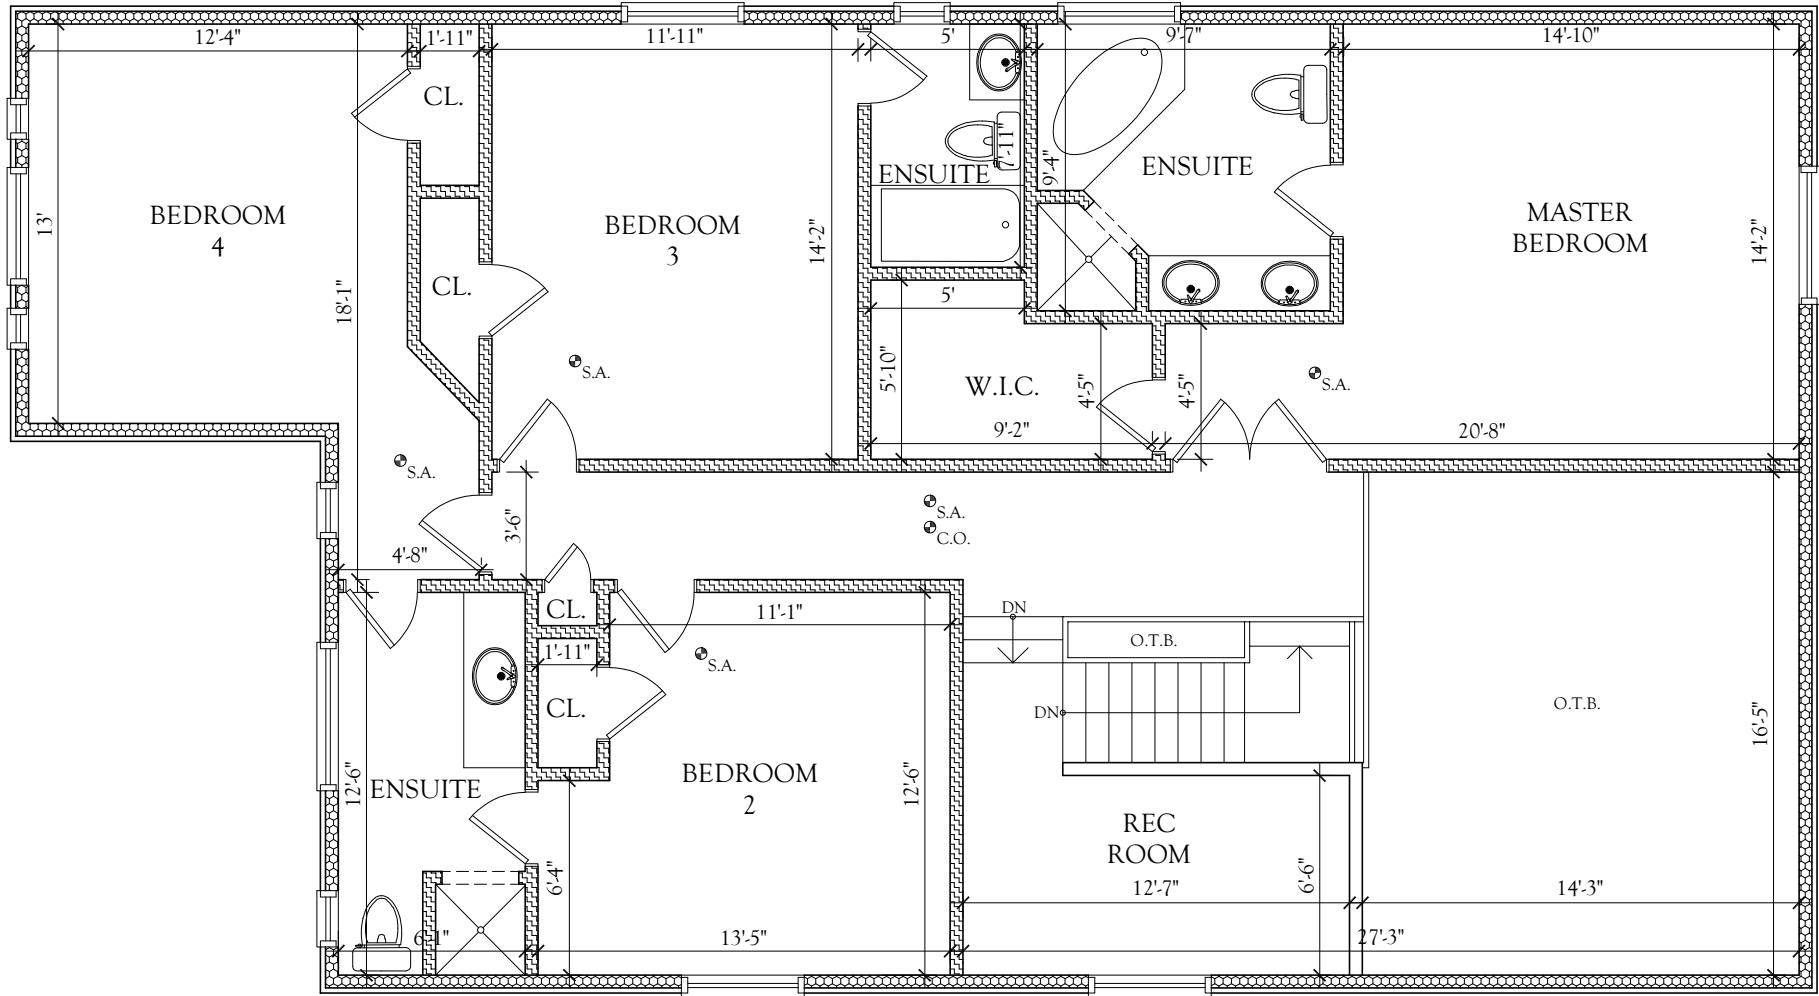 12'-4"
1'-11"
11'-11"
5'
9'-7"
14'-10"
CL.
7'-11"
9'-4"
ENSUITE
ENSUITE
BEDROOM
4
13'
BEDROOM
3
14'-2"
MASTER
BEDROOM
14'-2"
CL.
18'-1"
5'
S.A.
5'-10"
W.I.C.
4'-5"
4'-5"
S.A.
9'-2"
20'-8"
S.A.
3'-6"
S.A.
C.O.
4'-8"
CL.
11'-1"
DN
O.T.B.
1'-11"
S.A.
CL.
DN
O.T.B.
16'-5"
12'-6"
ENSUITE
BEDROOM
2
12'-6"
REC
ROOM
6'-4"
12'-7"
6'-6"
14'-3"
6'-1"
13'-5"
27'-3"